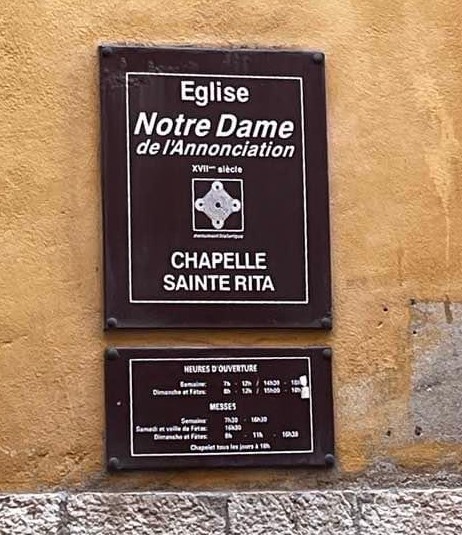 Eglise
Notre Dame
de l'Annonciation
XVIIème siècle
monument historique
CHAPELLE
SAINTE RITA
HEURES D'OUVERTURE
Semaine: 7h - 12h / 14h30 -
Dimanche et Fêtes: 8h - 12h / 15h00 -
MESSES
Semaine: 7h30 - 16h30
Samedi et veille de Fêtes: 16h30
Dimanche et Fêtes: 8h - 11h - 16h30
Chapelet tous les jours à 16h